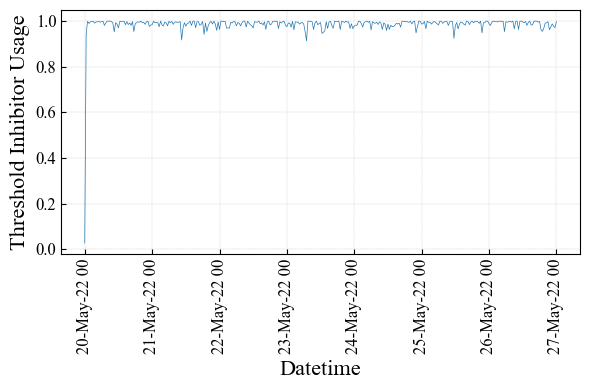 Threshold Inhibitor Usage
1.0
0.8
0.6
0.4
0.2
0.0
20-May-22 00
21-May-22 00
22-May-22 00
23-May-22 00
24-May-22 00
25-May-22 00
26-May-22 00
27-May-22 00
Datetime